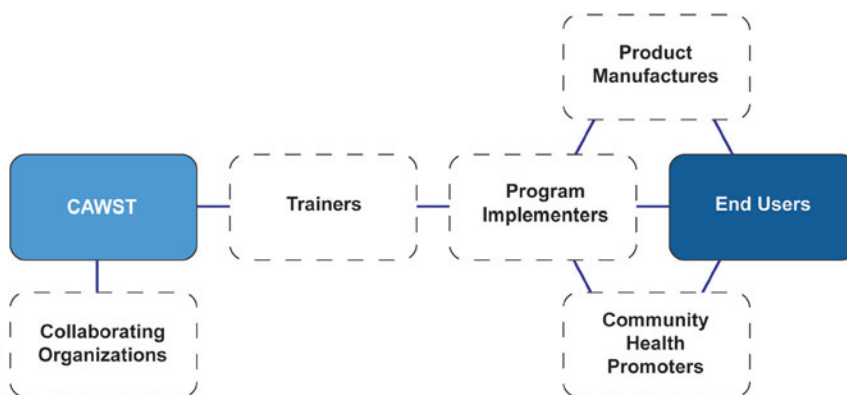 Product
Manufactures
CAWST
Trainers
Program
Implementers
End Users
Collaborating
Organizations
Community
Health
Promoters